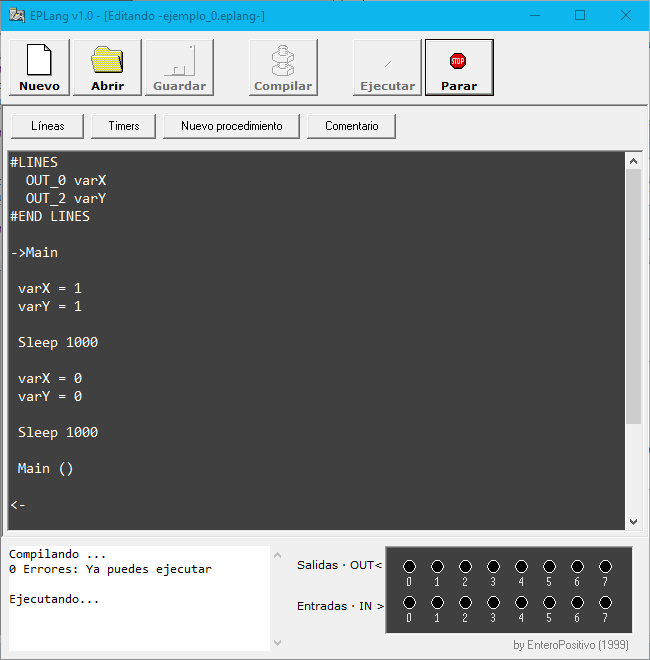 EPLang v1.0 - [Editando -ejemplo_0.eplang-]
Nuevo Abrir Guardar Compilar Ejecutar STOP Parar
Líneas Timers Nuevo procedimiento Comentario
#LINES
OUT_0 varX
OUT_2 varY
#END LINES
->Main
varX = 1
varY = 1
Sleep 1000
varX = 0
varY = 0
Sleep 1000
Main ()
<-
Compilando ...
0 Errores: Ya puedes ejecutar
Ejecutando...
Salidas · OUT<
0 1 2 3 4 5 6 7
Entradas · IN >
0 1 2 3 4 5 6 7
by EnteroPositivo (1999)